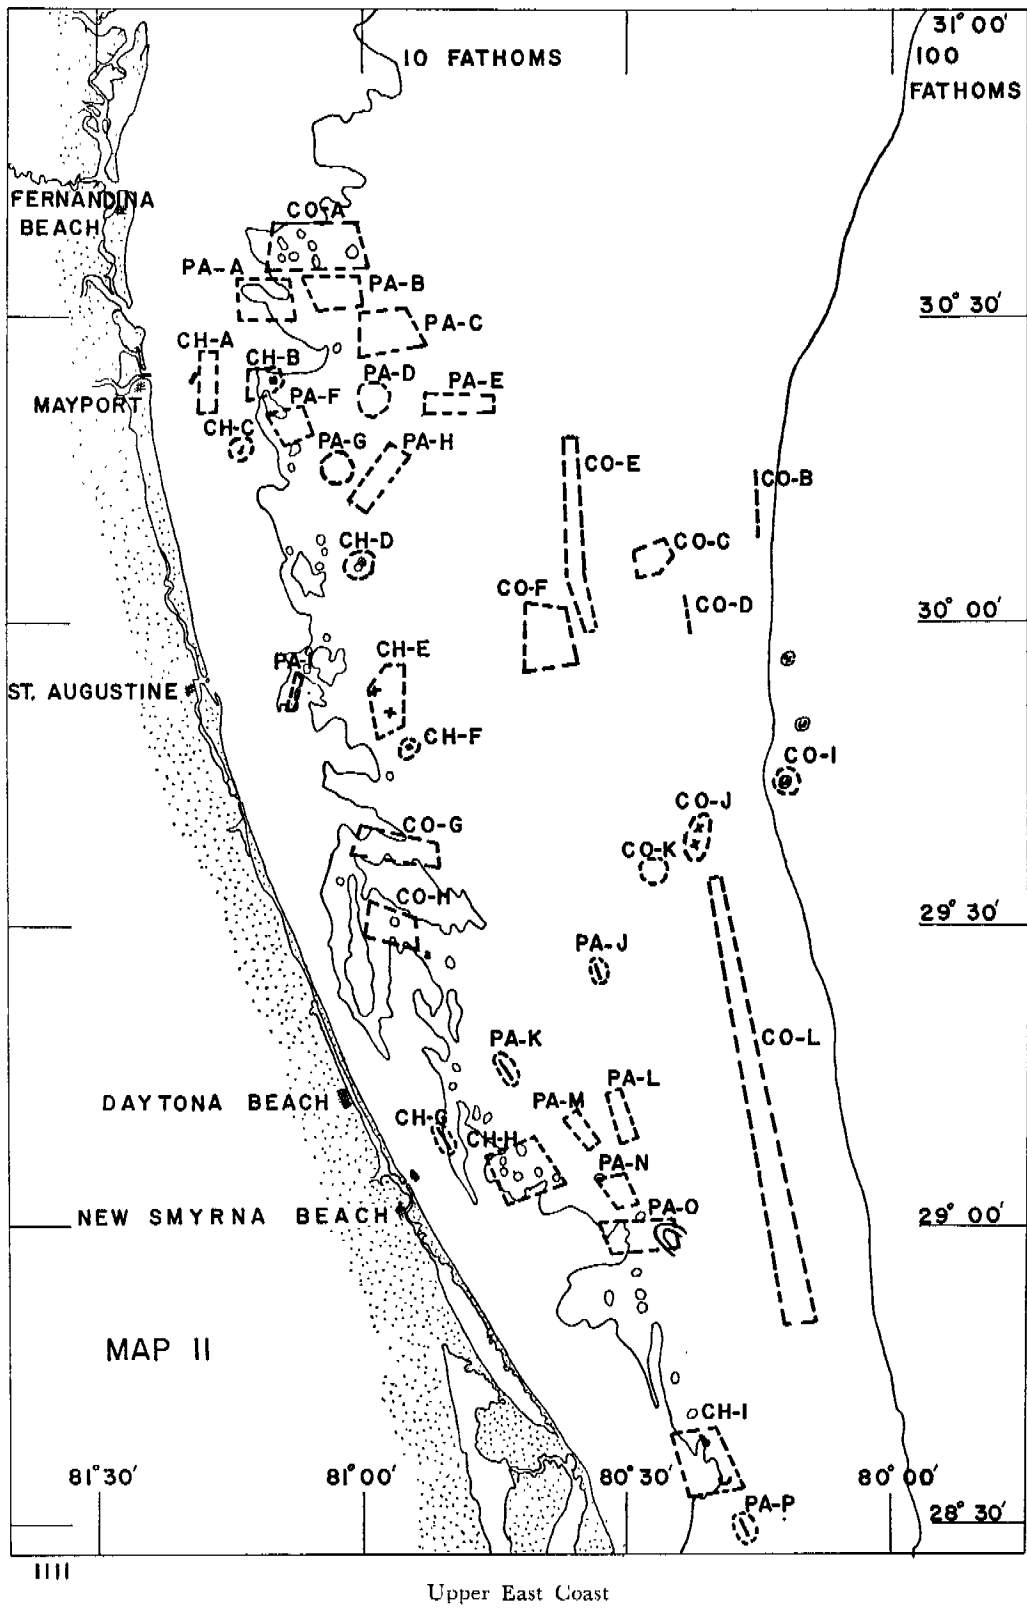 31° 00'
10 FATHOMS
100
FATHOMS
FERNANDINA
BEACH
CO-A
PA-A
PA-B
30° 30'
PA-C
CH-A
CH-B
PA-D
PA-E
MAYPORT
PA-F
CH-C
PA-G
PA-H
CO-E
CO-B
CH-D
CO-C
CO-F
CO-D
30° 00'
CH-E
PA-I
ST. AUGUSTINE
CH-F
CO-I
CO-J
CO-G
CO-K
CO-H
29° 30'
PA-J
CO-L
PA-K
PA-L
DAYTONA BEACH
PA-M
CH-G
CH-H
PA-N
NEW SMYRNA BEACH
PA-O
29° 00'
MAP II
CH-I
81° 30'
81° 00'
80° 30'
80° 00'
PA-P
28° 30'
Upper East Coast